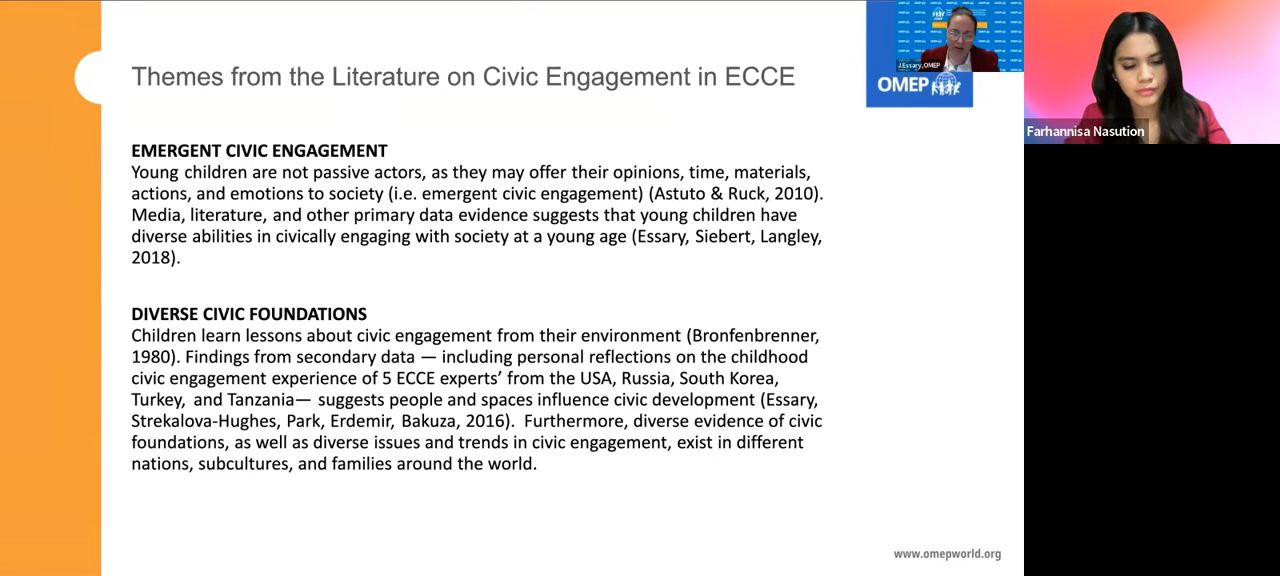 Themes from the Literature on Civic Engagement in ECCE
J.Essary,OMEP
OMEP
Farhannisa Nasution
EMERGENT CIVIC ENGAGEMENT
Young children are not passive actors, as they may offer their opinions, time, materials,
actions, and emotions to society (i.e. emergent civic engagement) (Astuto & Ruck, 2010).
Media, literature, and other primary data evidence suggests that young children have
diverse abilities in civically engaging with society at a young age (Essary, Siebert, Langley,
2018).
DIVERSE CIVIC FOUNDATIONS
Children learn lessons about civic engagement from their environment (Bronfenbrenner,
1980). Findings from secondary data — including personal reflections on the childhood
civic engagement experience of 5 ECCE experts’ from the USA, Russia, South Korea,
Turkey, and Tanzania— suggests people and spaces influence civic development (Essary,
Strekalova-Hughes, Park, Erdemir, Bakuza, 2016). Furthermore, diverse evidence of civic
foundations, as well as diverse issues and trends in civic engagement, exist in different
nations, subcultures, and families around the world.
www.omepworld.org